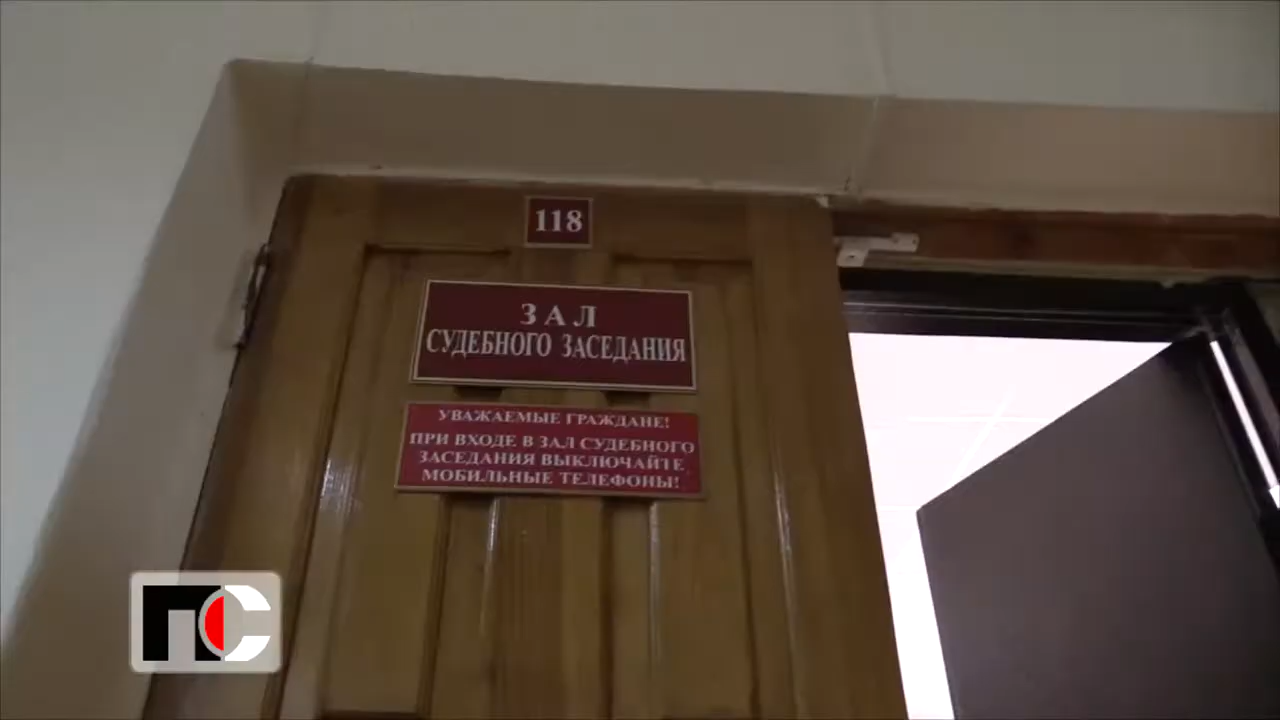 118
ЗАЛ
СУДЕБНОГО ЗАСЕДАНИЯ
УВАЖАЕМЫЕ ГРАЖДАНЕ!
ПРИ ВХОДЕ В ЗАЛ СУДЕБНОГО
ЗАСЕДАНИЯ ВЫКЛЮЧАЙТЕ
МОБИЛЬНЫЕ ТЕЛЕФОНЫ!
ПС